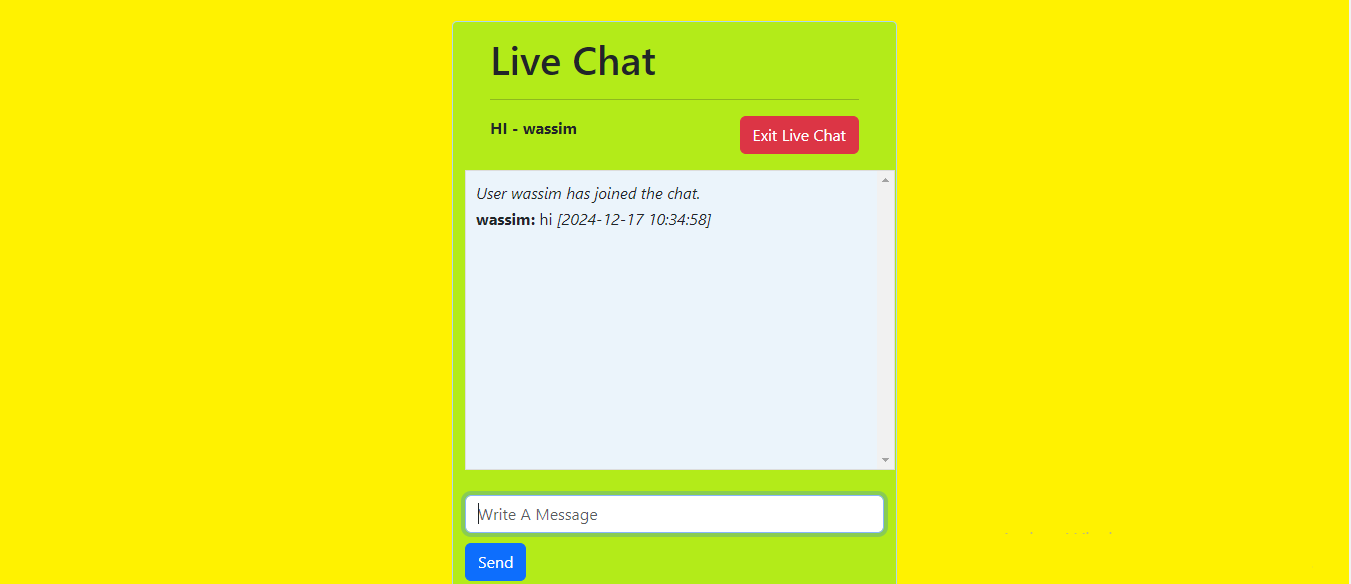 Live Chat
HI - wassim
Exit Live Chat
User wassim has joined the chat.
wassim: hi [2024-12-17 10:34:58]
Write A Message
Send